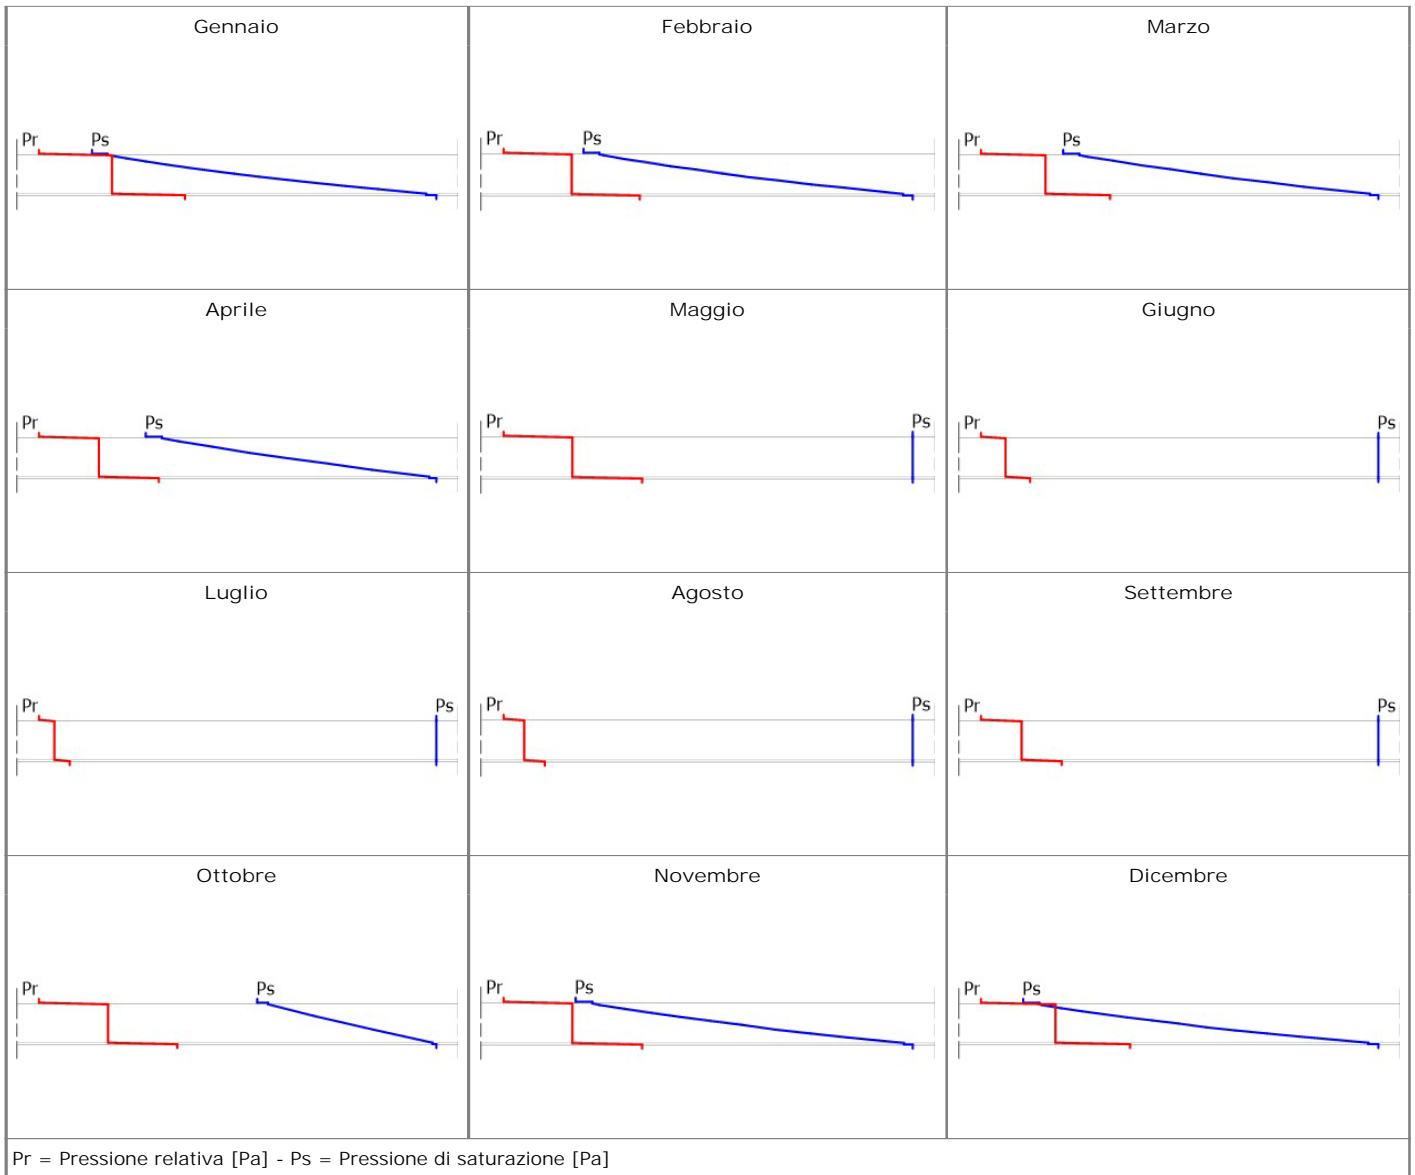 Gennaio Febbraio Marzo
Pr Ps Pr Ps Pr Ps
Aprile Maggio Giugno
Pr Ps Pr Ps Pr Ps
Luglio Agosto Settembre
Pr Ps Pr Ps Pr Ps
Ottobre Novembre Dicembre
Pr Ps Pr Ps Pr Ps
Pr = Pressione relativa [Pa] - Ps = Pressione di saturazione [Pa]